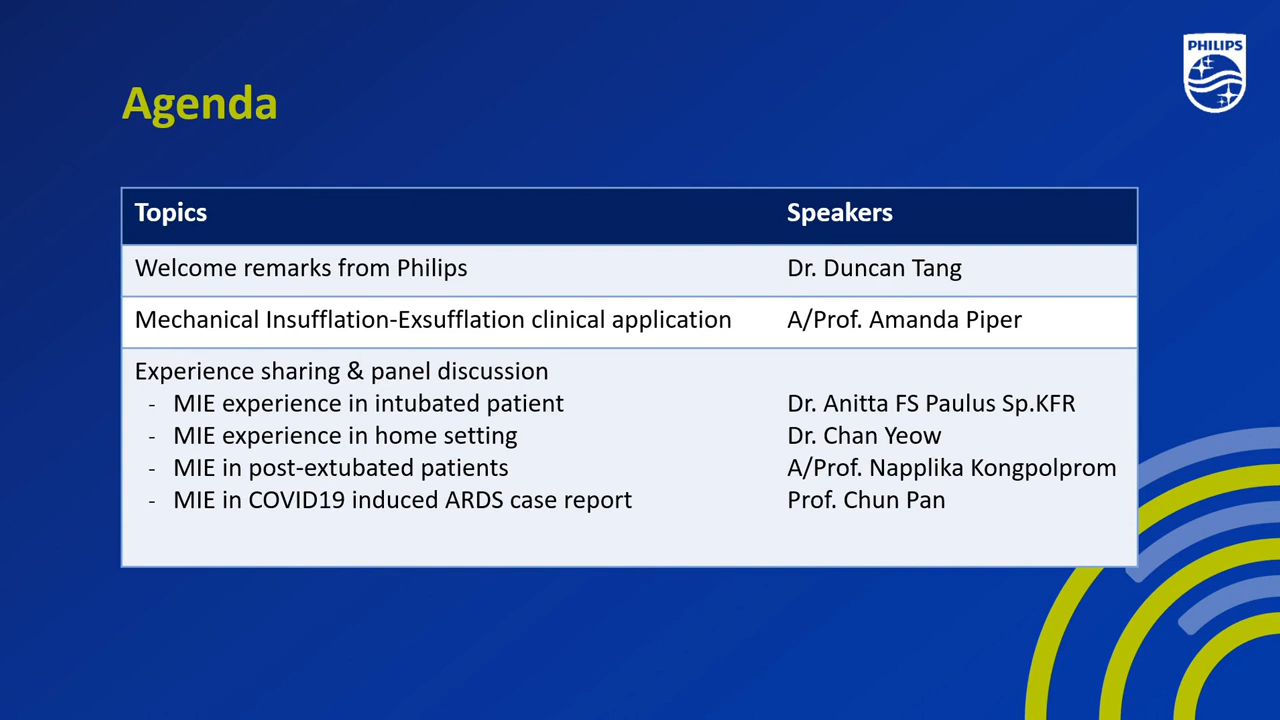 PHILIPS
Agenda
Topics Speakers
Welcome remarks from Philips Dr. Duncan Tang
Mechanical Insufflation-Exsufflation clinical application A/Prof. Amanda Piper
Experience sharing & panel discussion
- MIE experience in intubated patient Dr. Anitta FS Paulus Sp.KFR
- MIE experience in home setting Dr. Chan Yeow
- MIE in post-extubated patients A/Prof. Napplika Kongpolprom
- MIE in COVID19 induced ARDS case report Prof. Chun Pan